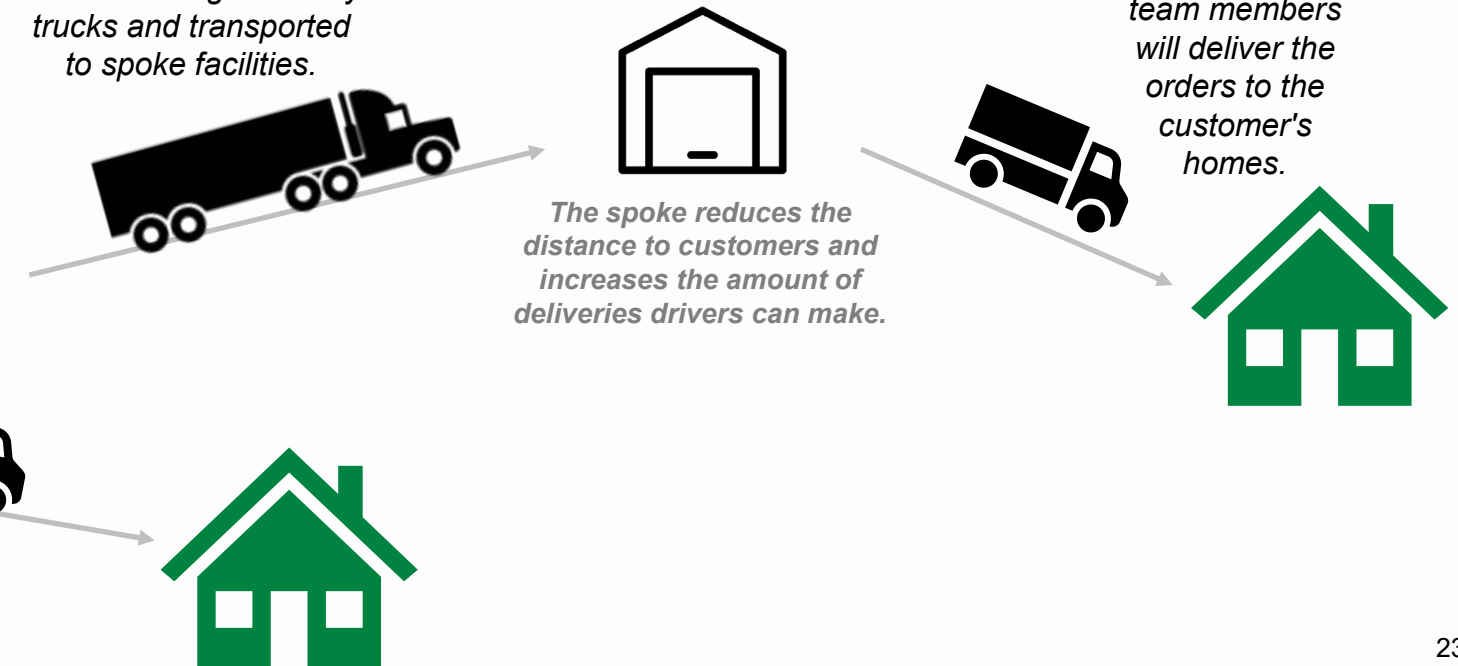 trucks and transported
to spoke facilities.
team members
will deliver the
orders to the
customer's
homes.
The spoke reduces the
distance to customers and
increases the amount of
deliveries drivers can make.
23